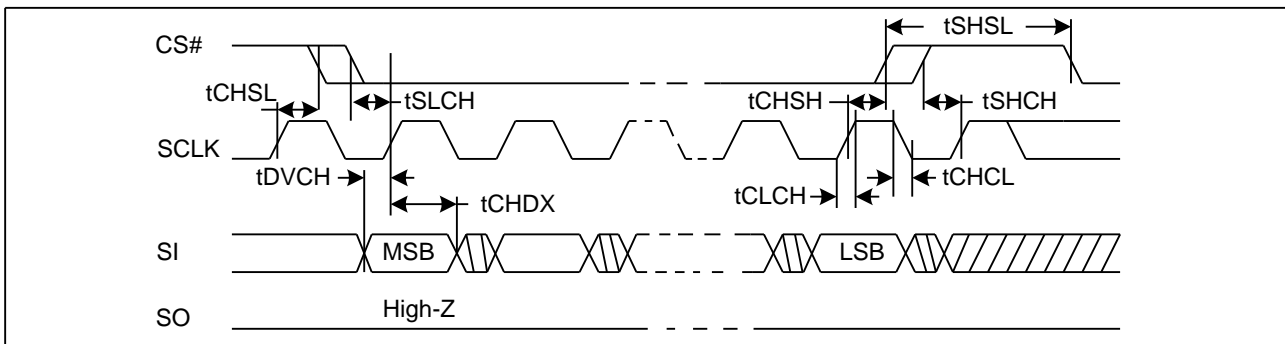 tSHSL
CS#
tCHSL
tSLCH
tCHSH
tSHCH
SCLK
tDVCH
tCHDX
tCLCH
tCHCL
SI
MSB
LSB
High-Z
SO